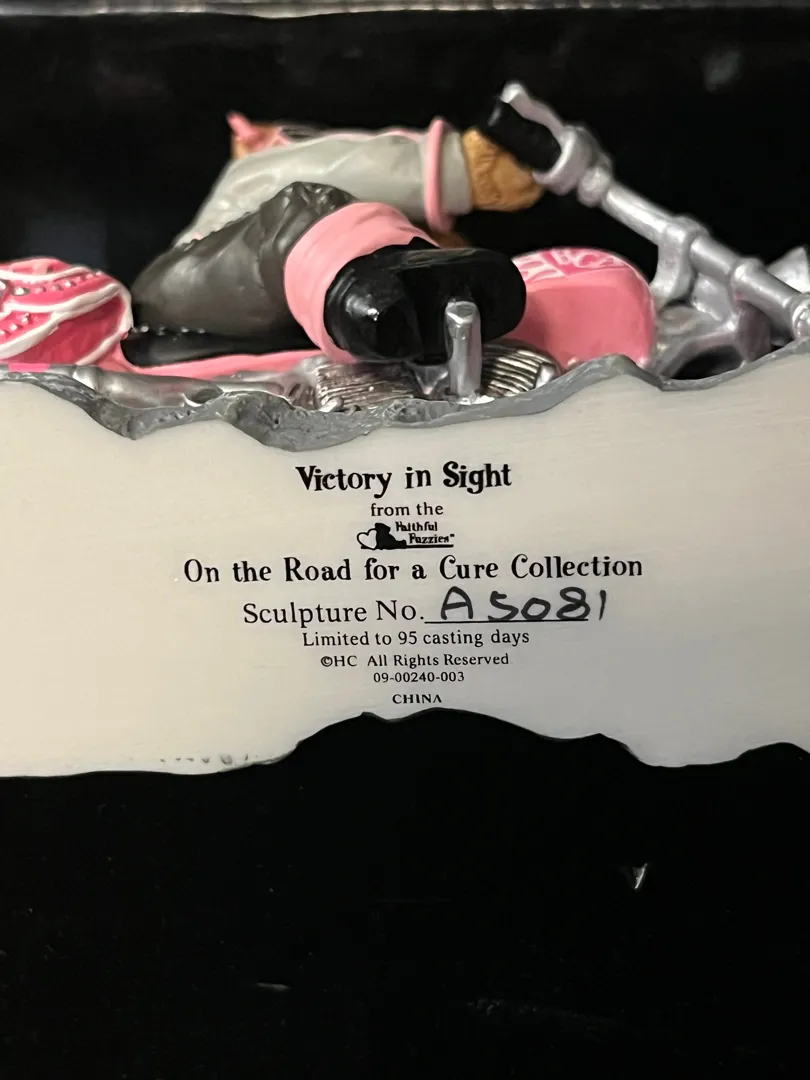 Victory in Sight
from the
Faithful
Fuzzies™
On the Road for a Cure Collection
Sculpture No. A5081
Limited to 95 casting days
©HC All Rights Reserved
09-00240-003
CHINA